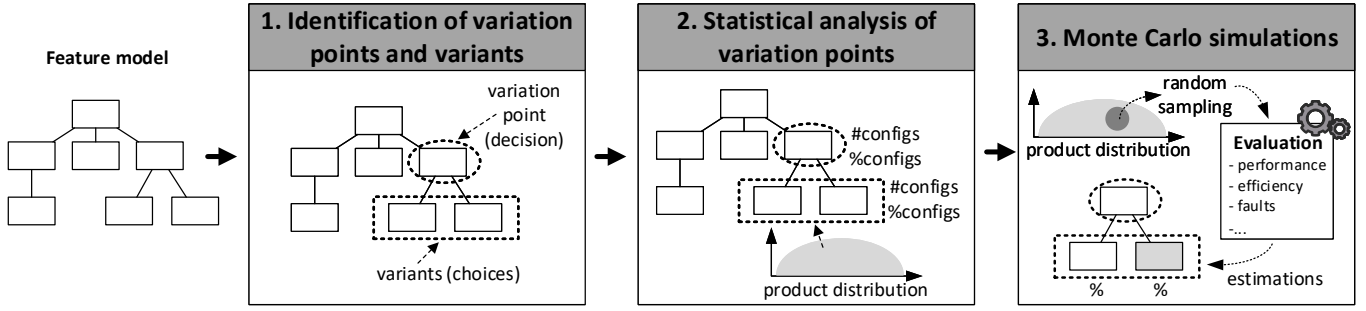 Feature model
1. Identification of variation
points and variants
variation
point
(decision)
variants (choices)
2. Statistical analysis of
variation points
#configs
%configs
#configs
%configs
product distribution
3. Monte Carlo simulations
random
sampling
product distribution
Evaluation
- performance
- efficiency
- faults
-...
estimations
% %